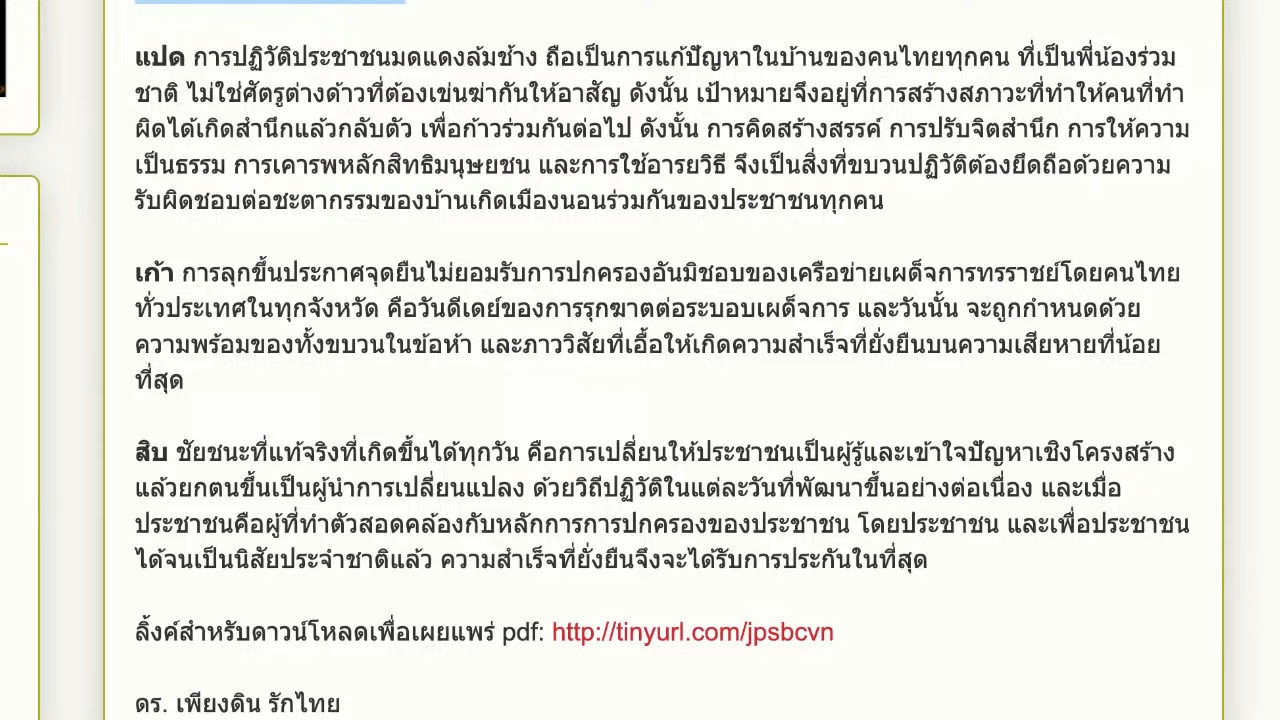 แปด การปฏิวัติประชาชนมดแดงล้มช้าง ถือเป็นการแก้ปัญหาในบ้านของคนไทยทุกคน ที่เป็นพี่น้องร่วม
ชาติ ไม่ใช่ศัตรูต่างด้าวที่ต้องเข่นฆ่ากันให้อาสัญ ดังนั้น เป้าหมายจึงอยู่ที่การสร้างสภาวะที่ทำให้คนที่ทำ
ผิดได้เกิดสำนึกแล้วกลับตัว เพื่อก้าวร่วมกันต่อไป ดังนั้น การคิดสร้างสรรค์ การปรับจิตสำนึก การให้ความ
เป็นธรรม การเคารพหลักสิทธิมนุษยชน และการใช้อารยวิธี จึงเป็นสิ่งที่ขบวนปฏิวัติต้องยึดถือด้วยความ
รับผิดชอบต่อชะตากรรมของบ้านเกิดเมืองนอนร่วมกันของประชาชนทุกคน
เก้า การลุกขึ้นประกาศจุดยืนไม่ยอมรับการปกครองอันมิชอบของเครือข่ายเผด็จการทรราชย์โดยคนไทย
ทั่วประเทศในทุกจังหวัด คือวันดีเดย์ของการรุกฆาตต่อระบอบเผด็จการ และวันนั้น จะถูกกำหนดด้วย
ความพร้อมของทั้งขบวนในข้อห้า และภาววิสัยที่เอื้อให้เกิดความสำเร็จที่ยั่งยืนบนความเสียหายที่น้อย
ที่สุด
สิบ ชัยชนะที่แท้จริงที่เกิดขึ้นได้ทุกวัน คือการเปลี่ยนให้ประชาชนเป็นผู้รู้และเข้าใจปัญหาเชิงโครงสร้าง
แล้วยกตนขึ้นเป็นผู้นำการเปลี่ยนแปลง ด้วยวิถีปฏิวัติในแต่ละวันที่พัฒนาขึ้นอย่างต่อเนื่อง และเมื่อ
ประชาชนคือผู้ที่ทำตัวสอดคล้องกับหลักการการปกครองของประชาชน โดยประชาชน และเพื่อประชาชน
ได้จนเป็นนิสัยประจำชาติแล้ว ความสำเร็จที่ยั่งยืนจึงจะได้รับการประกันในที่สุด
ลิ้งค์สำหรับดาวน์โหลดเพื่อเผยแพร่ pdf: http://tinyurl.com/jpsbcvn
ดร. เพียงดิน รักไทย